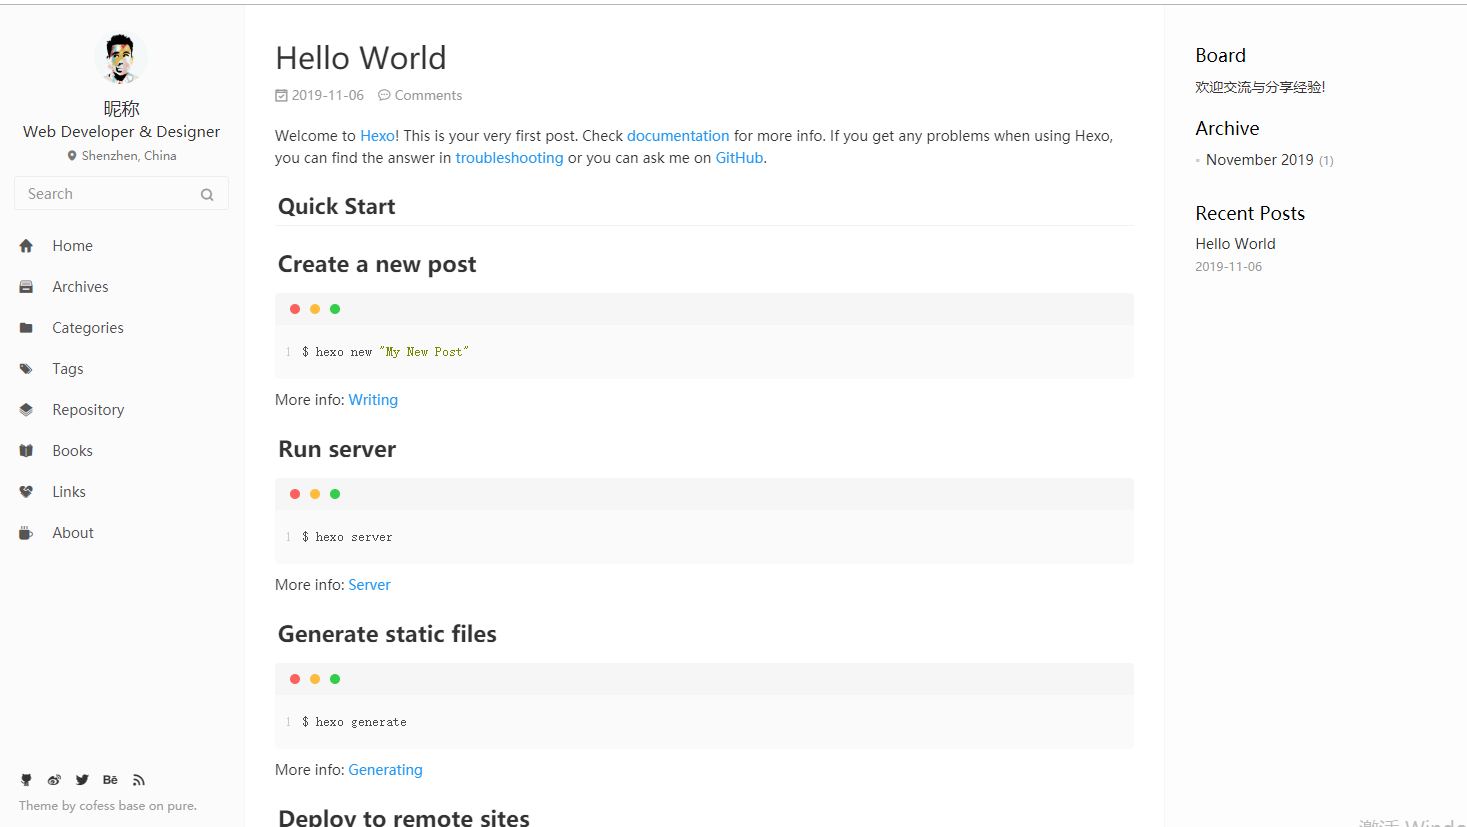 昵称
Web Developer & Designer
Shenzhen, China
Search
Home
Archives
Categories
Tags
Repository
Books
Links
About
Bē
Theme by cofess base on pure.
Hello World
2019-11-06 Comments
Welcome to Hexo! This is your very first post. Check documentation for more info. If you get any problems when using Hexo,
you can find the answer in troubleshooting or you can ask me on GitHub.
Quick Start
Create a new post
1 $ hexo new "My New Post"
More info: Writing
Run server
1 $ hexo server
More info: Server
Generate static files
1 $ hexo generate
More info: Generating
Deploy to remote sites
Board
欢迎交流与分享经验!
Archive
November 2019 (1)
Recent Posts
Hello World
2019-11-06